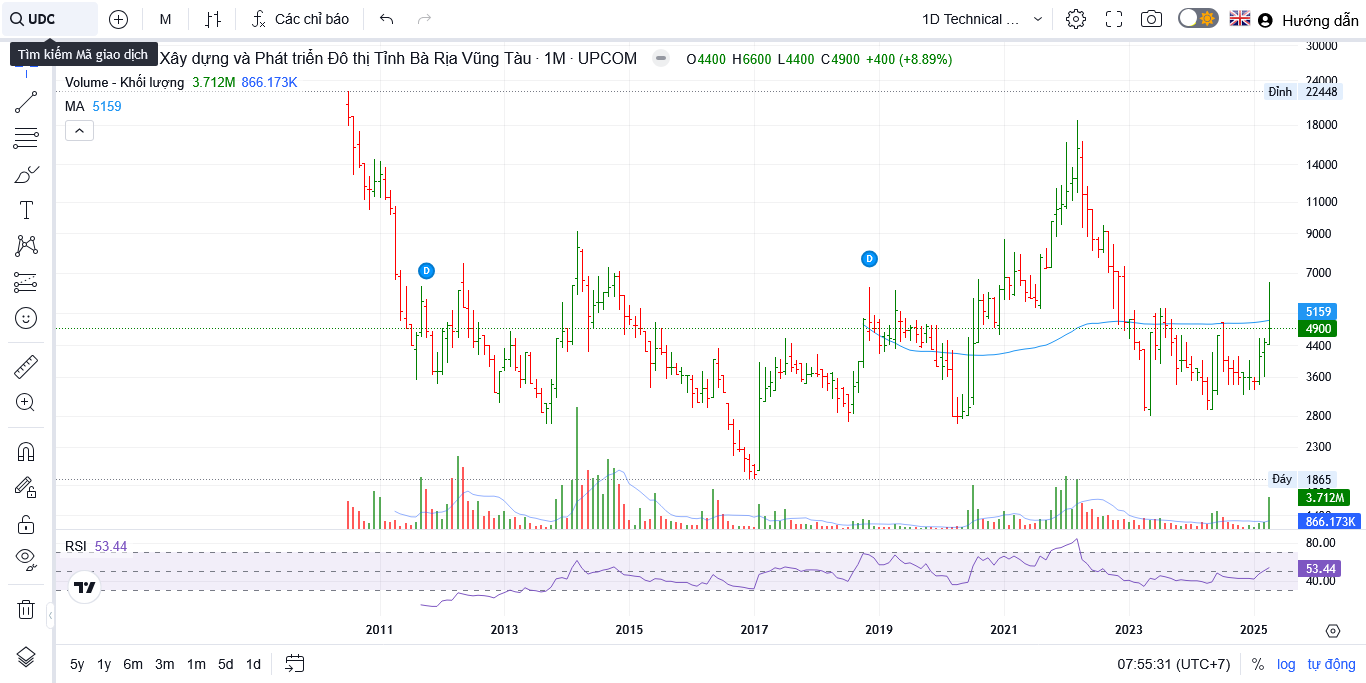 UDC
M
Các chỉ báo
1D Technical ...
Hướng dẫn
Tìm kiếm Mã giao dịch
Xây dựng và Phát triển Đô thị Tỉnh Bà Rịa Vũng Tàu · 1M · UPCOM
O4400 H6600 L4400 C4900 +400 (+8.89%)
Volume - Khối lượng 3.712M 866.173K
MA 5159
30000
24000
Đỉnh 22448
18000
14000
11000
9000
7000
5159
4900
4400
3600
2800
2300
Đáy 1865
3.712M
866.173K
D
D
RSI 53.44
80.00
53.44
40.00
2011 2013 2015 2017 2019 2021 2023 2025
5y 1y 6m 3m 1m 5d 1d
07:55:31 (UTC+7) % log tự động